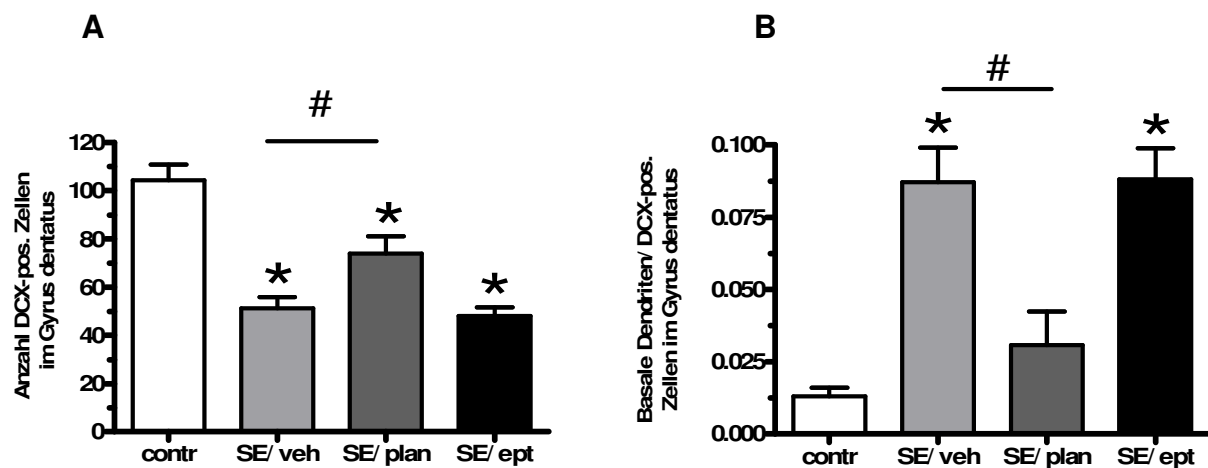 A
#
Anzahl DCX-pos. Zellen
im Gyrus dentatus
120
100
80
60
40
20
0
*
*
*
contr
SE/ veh
SE/ plan
SE/ ept
B
#
Basale Dendriten/ DCX-pos.
Zellen im Gyrus dentatus
0.100
0.075
0.050
0.025
0.000
*
*
contr
SE/ veh
SE/ plan
SE/ ept